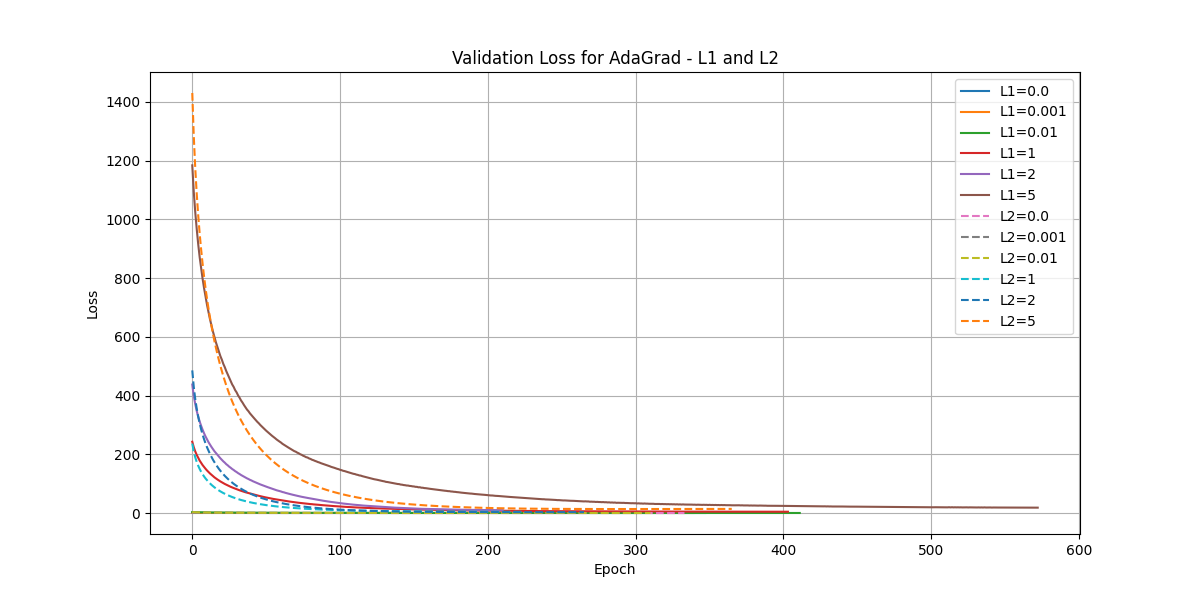 Validation Loss for AdaGrad - L1 and L2
1400
1200
1000
800
600
400
200
0
Loss
0
100
200
300
400
500
600
Epoch
L1=0.0
L1=0.001
L1=0.01
L1=1
L1=2
L1=5
L2=0.0
L2=0.001
L2=0.01
L2=1
L2=2
L2=5